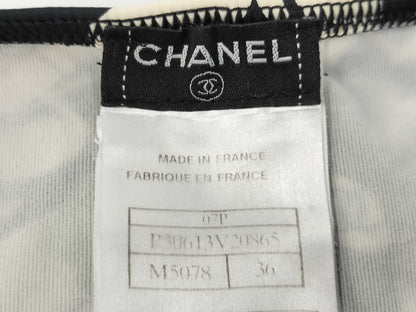 CHANEL
MADE IN FRANCE
FABRIQUE EN FRANCE
07P
P30613V20865
M5078 36